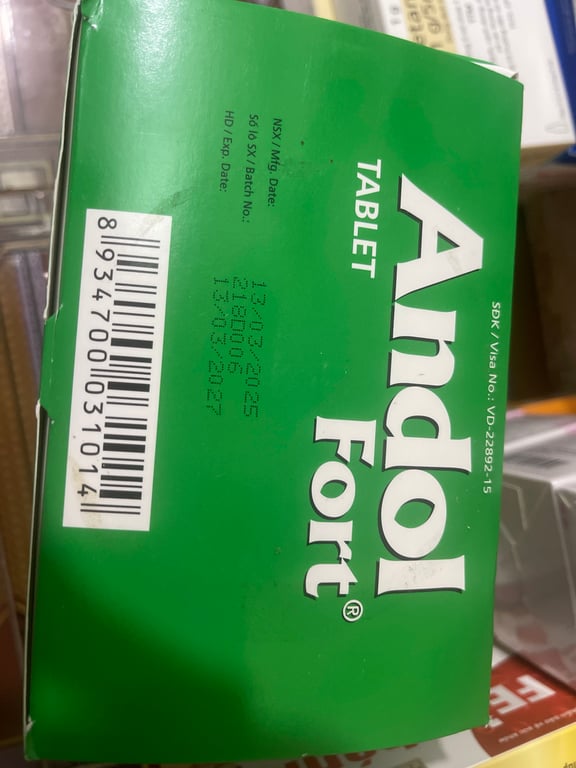 SĐK / Visa No.: VD-22892-15
Andol
Fort®
TABLET
NSX / Mfg. Date: 13/03/2025
Số lô SX / Batch No.: 218D006
HD / Exp. Date: 13/03/2027
8 934700 031014